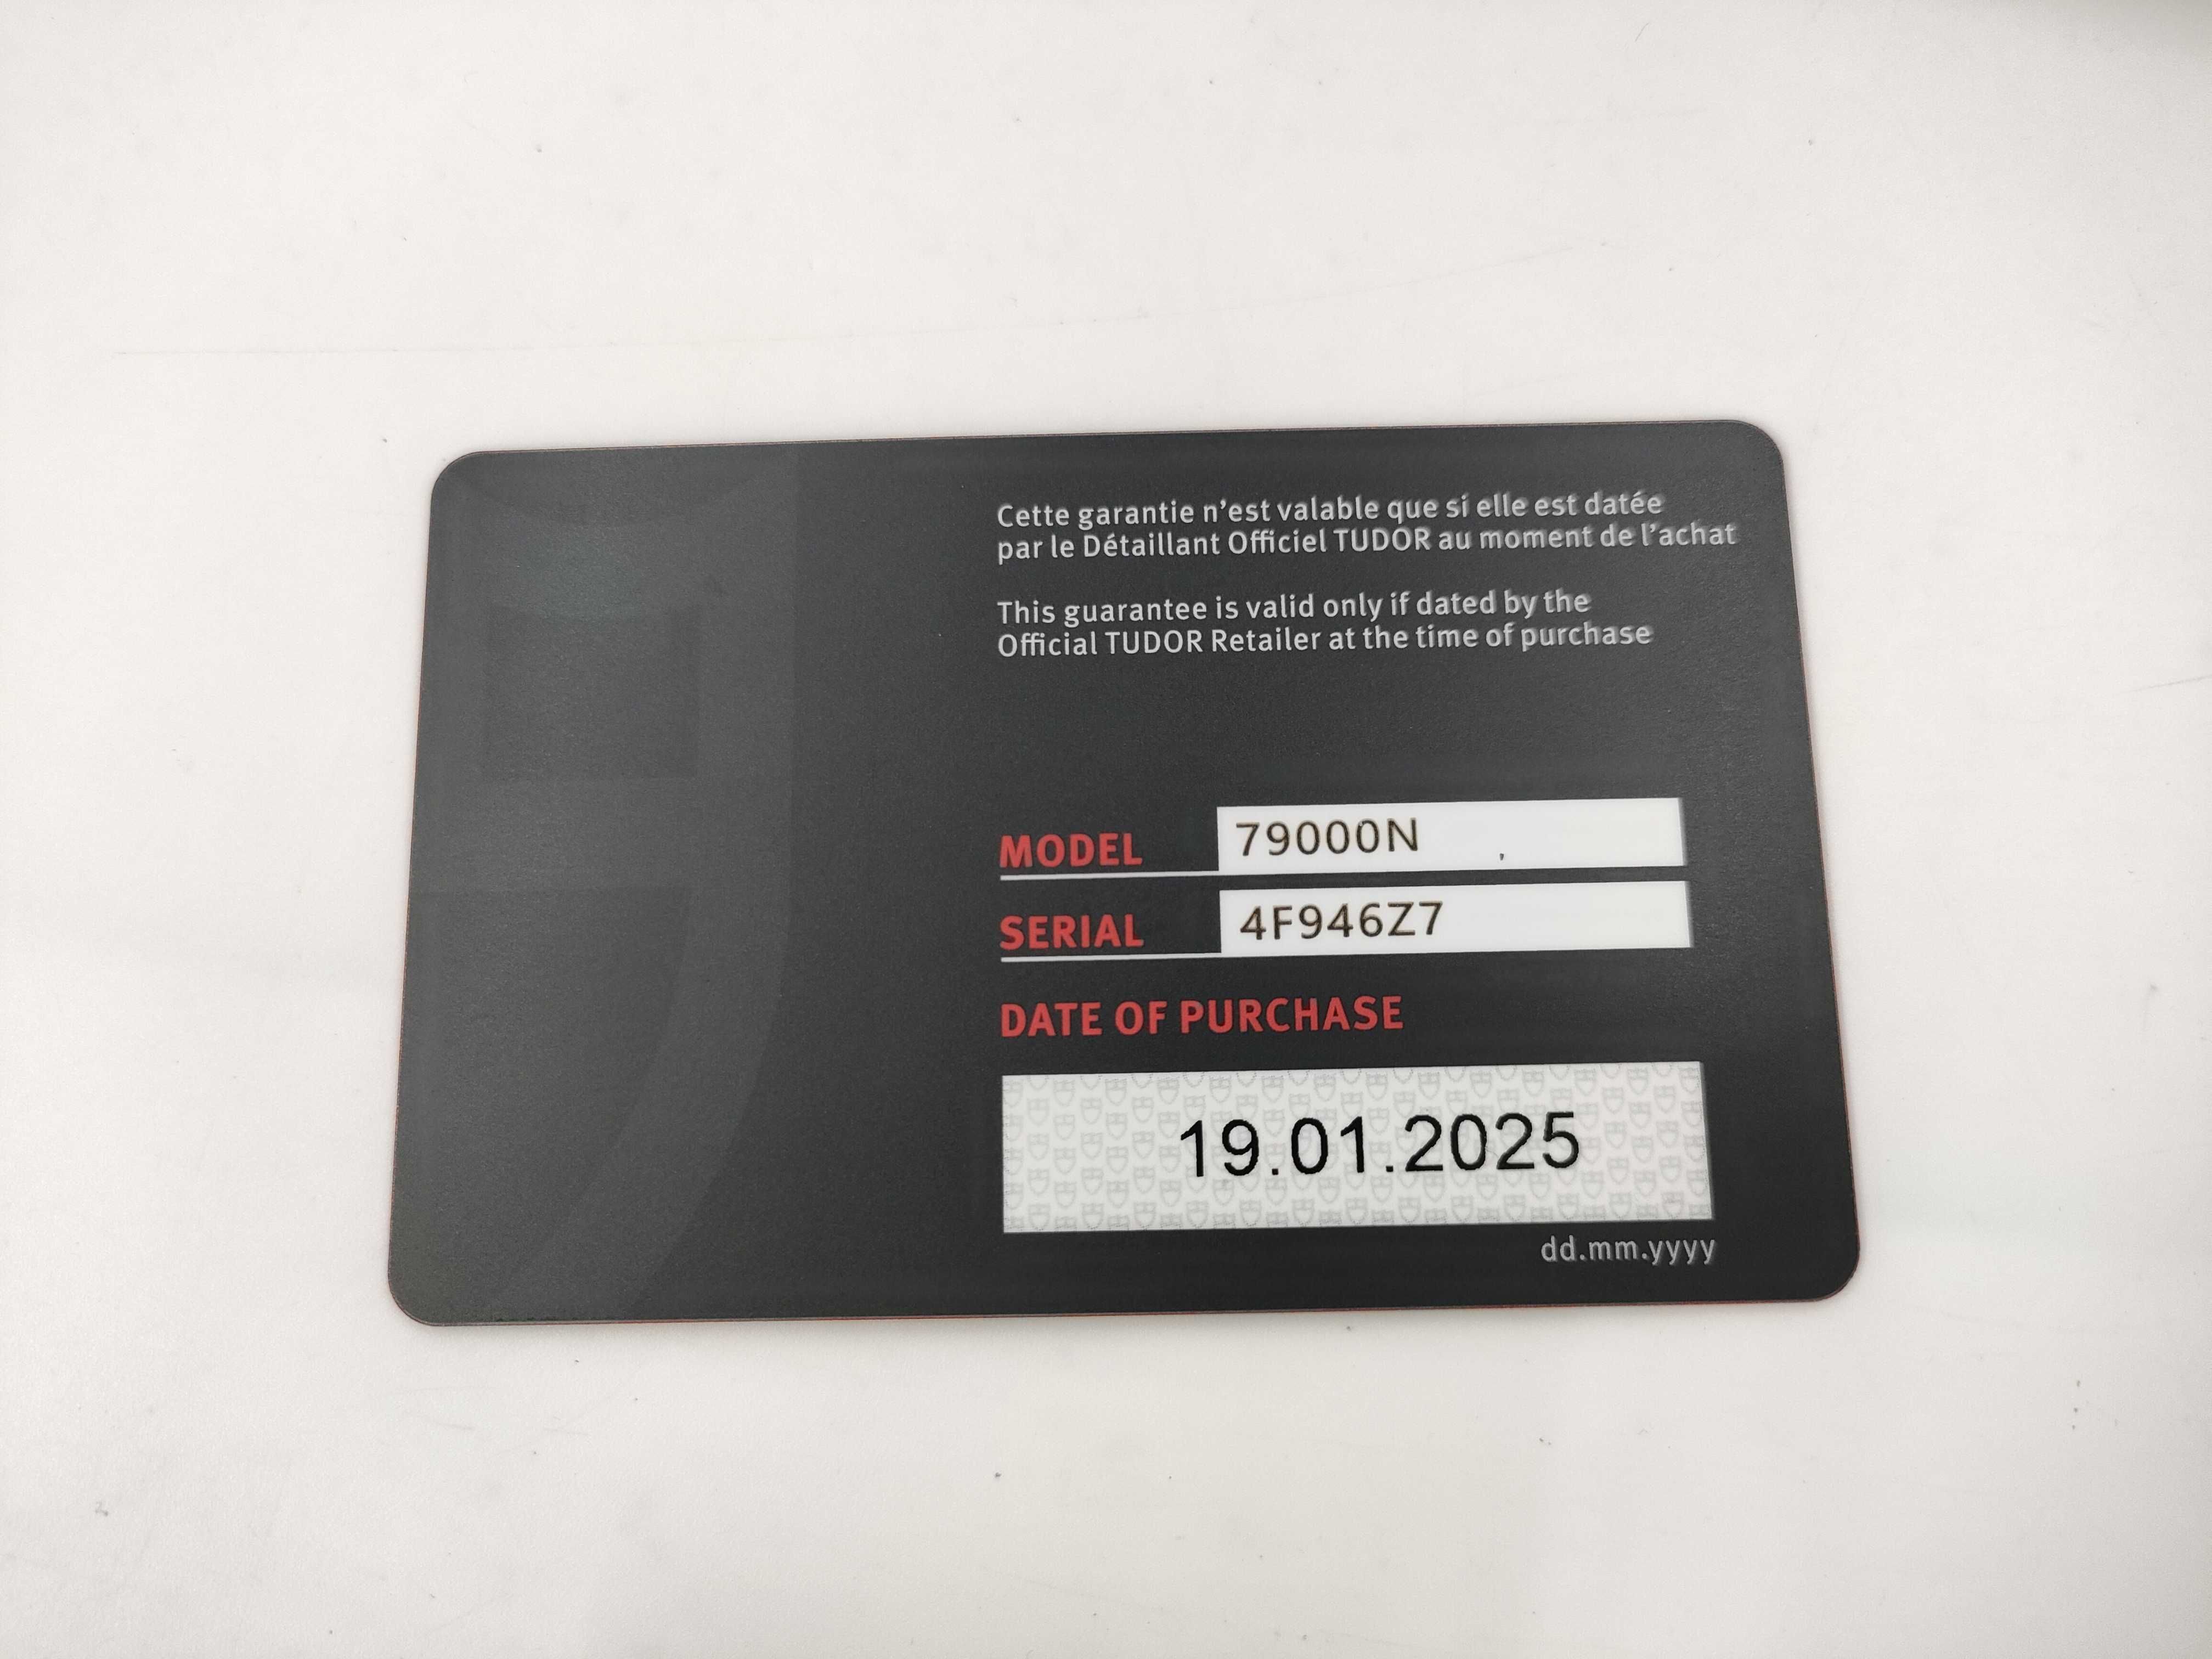 Cette garantie n'est valable que si elle est datée
par le Détaillant Officiel TUDOR au moment de l'achat
This guarantee is valid only if dated by the
Official TUDOR Retailer at the time of purchase
MODEL 79000N
SERIAL 4F946Z7
DATE OF PURCHASE
19.01.2025
dd.mm.yyyy